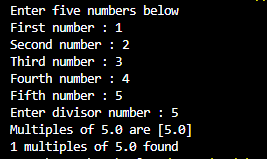 Enter five numbers below
First number : 1
Second number : 2
Third number : 3
Fourth number : 4
Fifth number : 5
Enter divisor number : 5
Multiples of 5.0 are [5.0]
1 multiples of 5.0 found